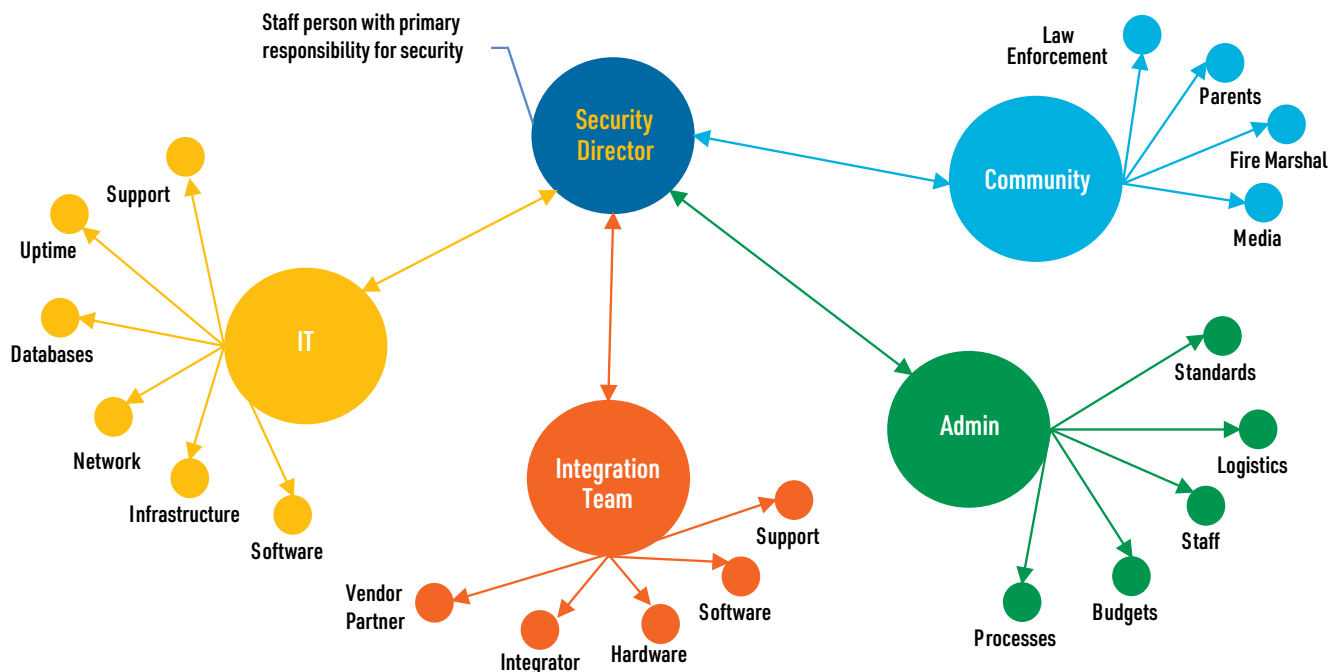 Staff person with primary
responsibility for security
Security
Director
Law
Enforcement
Parents
Fire Marshal
Media
Community
Support
Uptime
Databases
Network
Infrastructure
Software
IT
Integration
Team
Support
Software
Hardware
Integrator
Vendor
Partner
Admin
Standards
Logistics
Staff
Budgets
Processes